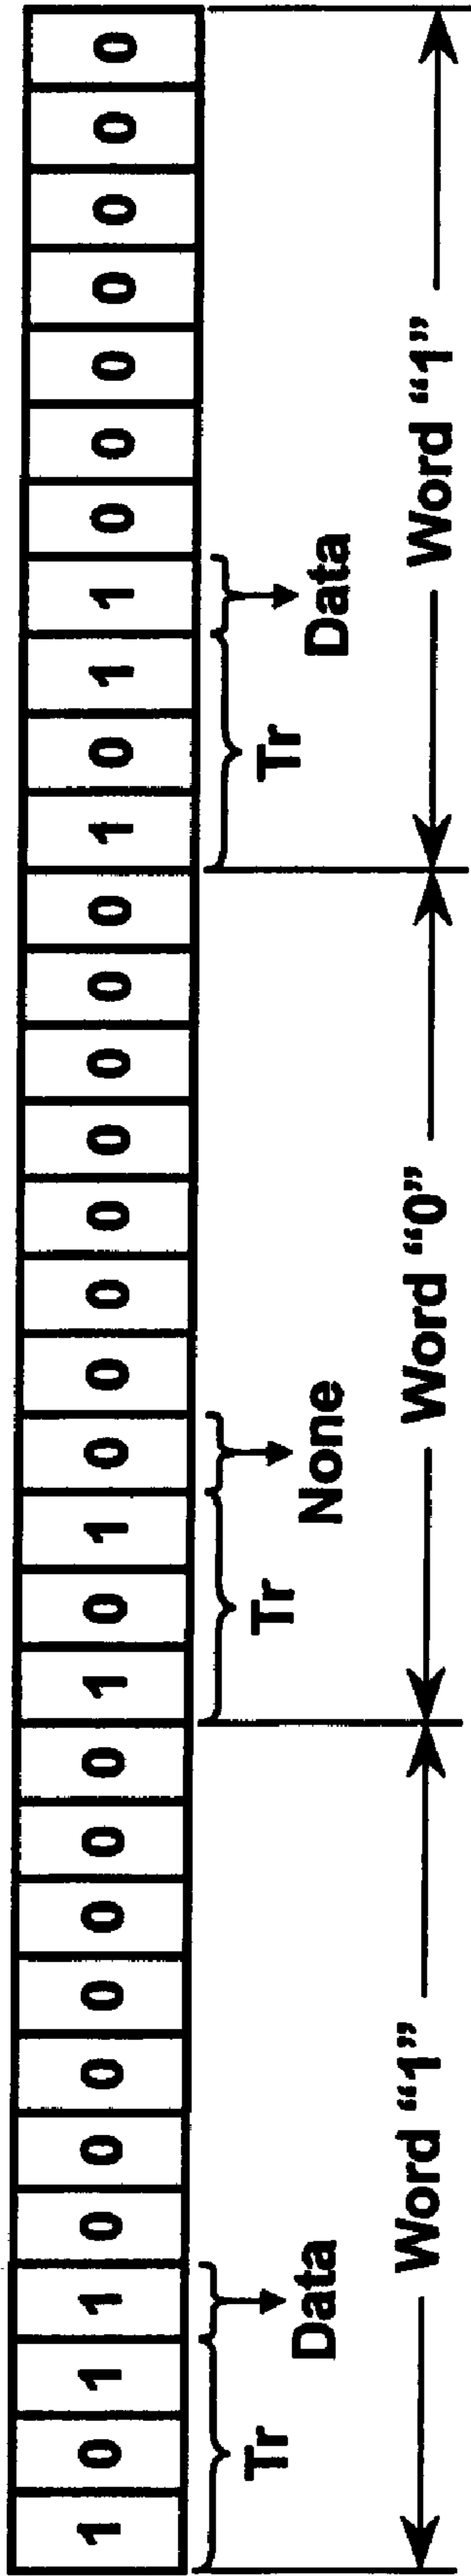 1 0 1 1 0 0 0 0 0 0 0 1 0 1 0 0 0 0 0 0 0 0 1 0 1 1 0 0 0 0 0 0 0
Tr Data Tr None Tr Data
Word “1” Word “0” Word “1”